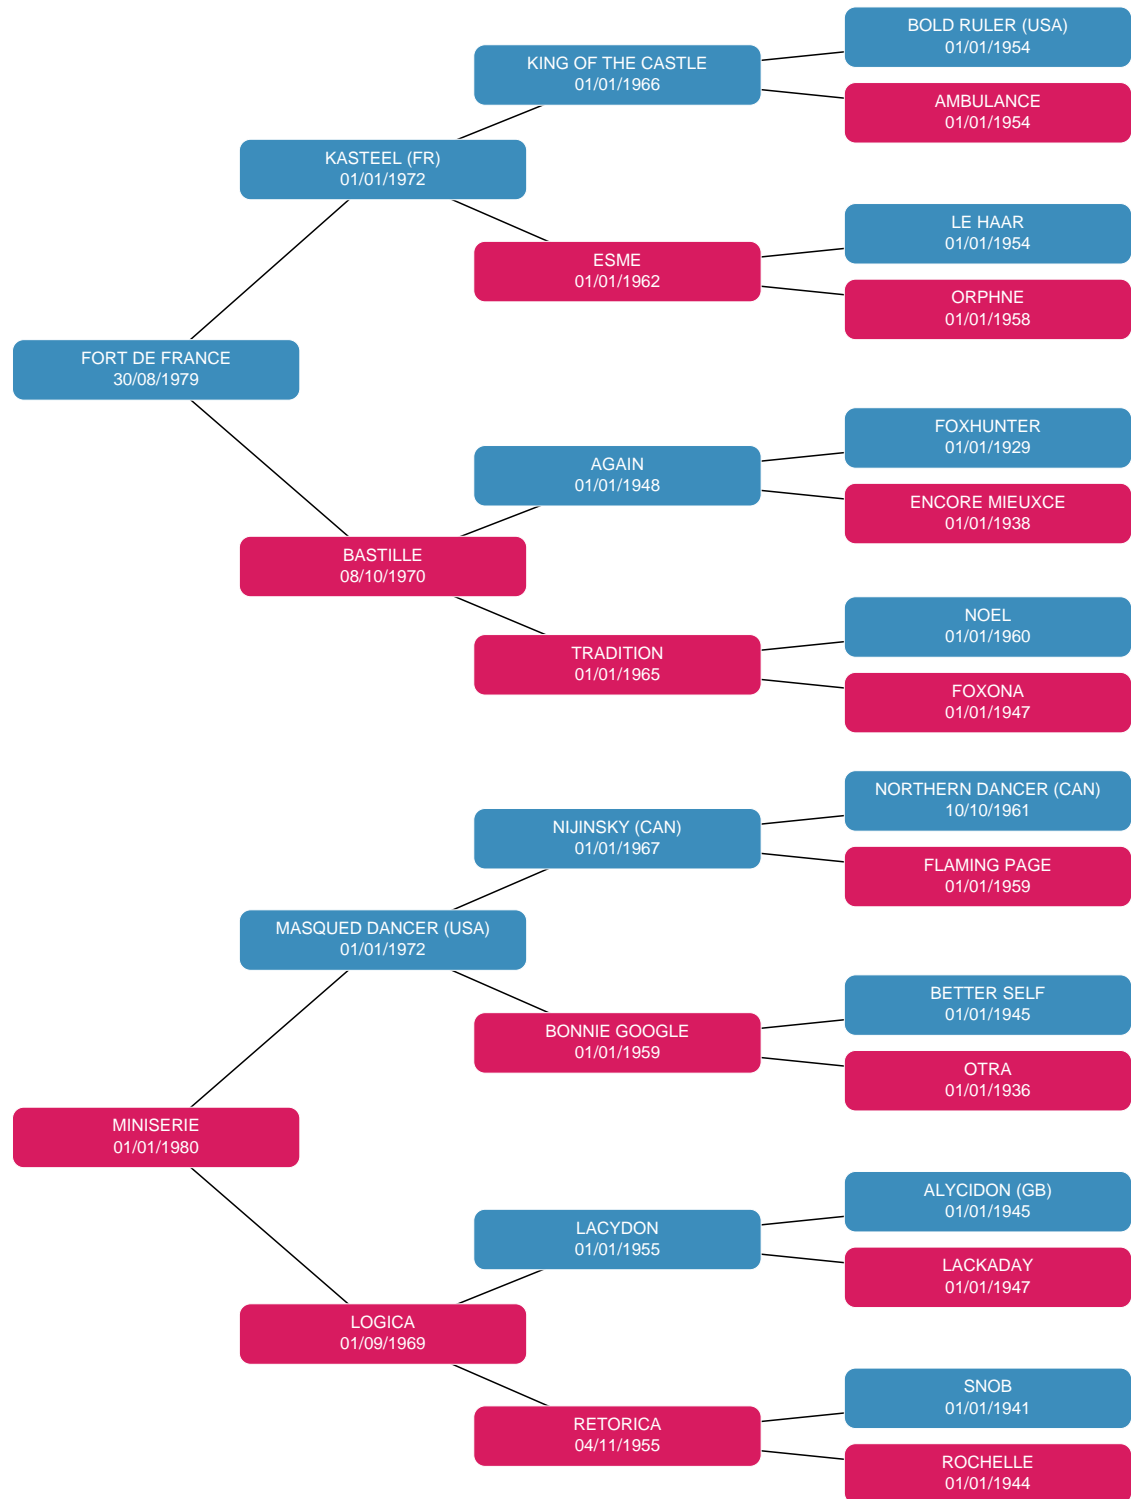 BOLD RULER (USA)
01/01/1954
KING OF THE CASTLE
01/01/1966
AMBULANCE
01/01/1954
KASTEEL (FR)
01/01/1972
LE HAAR
01/01/1954
ESME
01/01/1962
ORPHNE
01/01/1958
FORT DE FRANCE
30/08/1979
FOXHUNTER
01/01/1929
AGAIN
01/01/1948
ENCORE MIEUXCE
01/01/1938
BASTILLE
08/10/1970
NOEL
01/01/1960
TRADITION
01/01/1965
FOXONA
01/01/1947
NORTHERN DANCER (CAN)
10/10/1961
NIJINSKY (CAN)
01/01/1967
FLAMING PAGE
01/01/1959
MASQUED DANCER (USA)
01/01/1972
BETTER SELF
01/01/1945
BONNIE GOOGLE
01/01/1959
OTRA
01/01/1936
MINISERIE
01/01/1980
ALYCIDON (GB)
01/01/1945
LACYDON
01/01/1955
LACKADAY
01/01/1947
LOGICA
01/09/1969
SNOB
01/01/1941
RETORICA
04/11/1955
ROCHELLE
01/01/1944